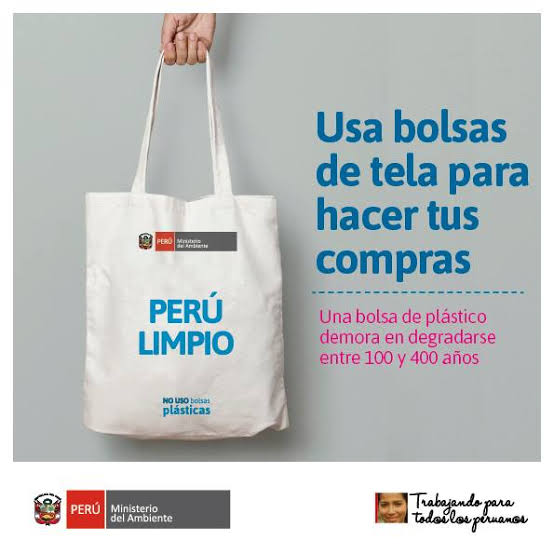 PERÚ
Ministerio
del Ambiente
PERÚ
LIMPIO
NO USO bolsas
plásticas
Usa bolsas
de tela para
hacer tus
compras
Una bolsa de plástico
demora en degradarse
entre 100 y 400 años
PERÚ
Ministerio
del Ambiente
Trabajando para
todos los peruanos